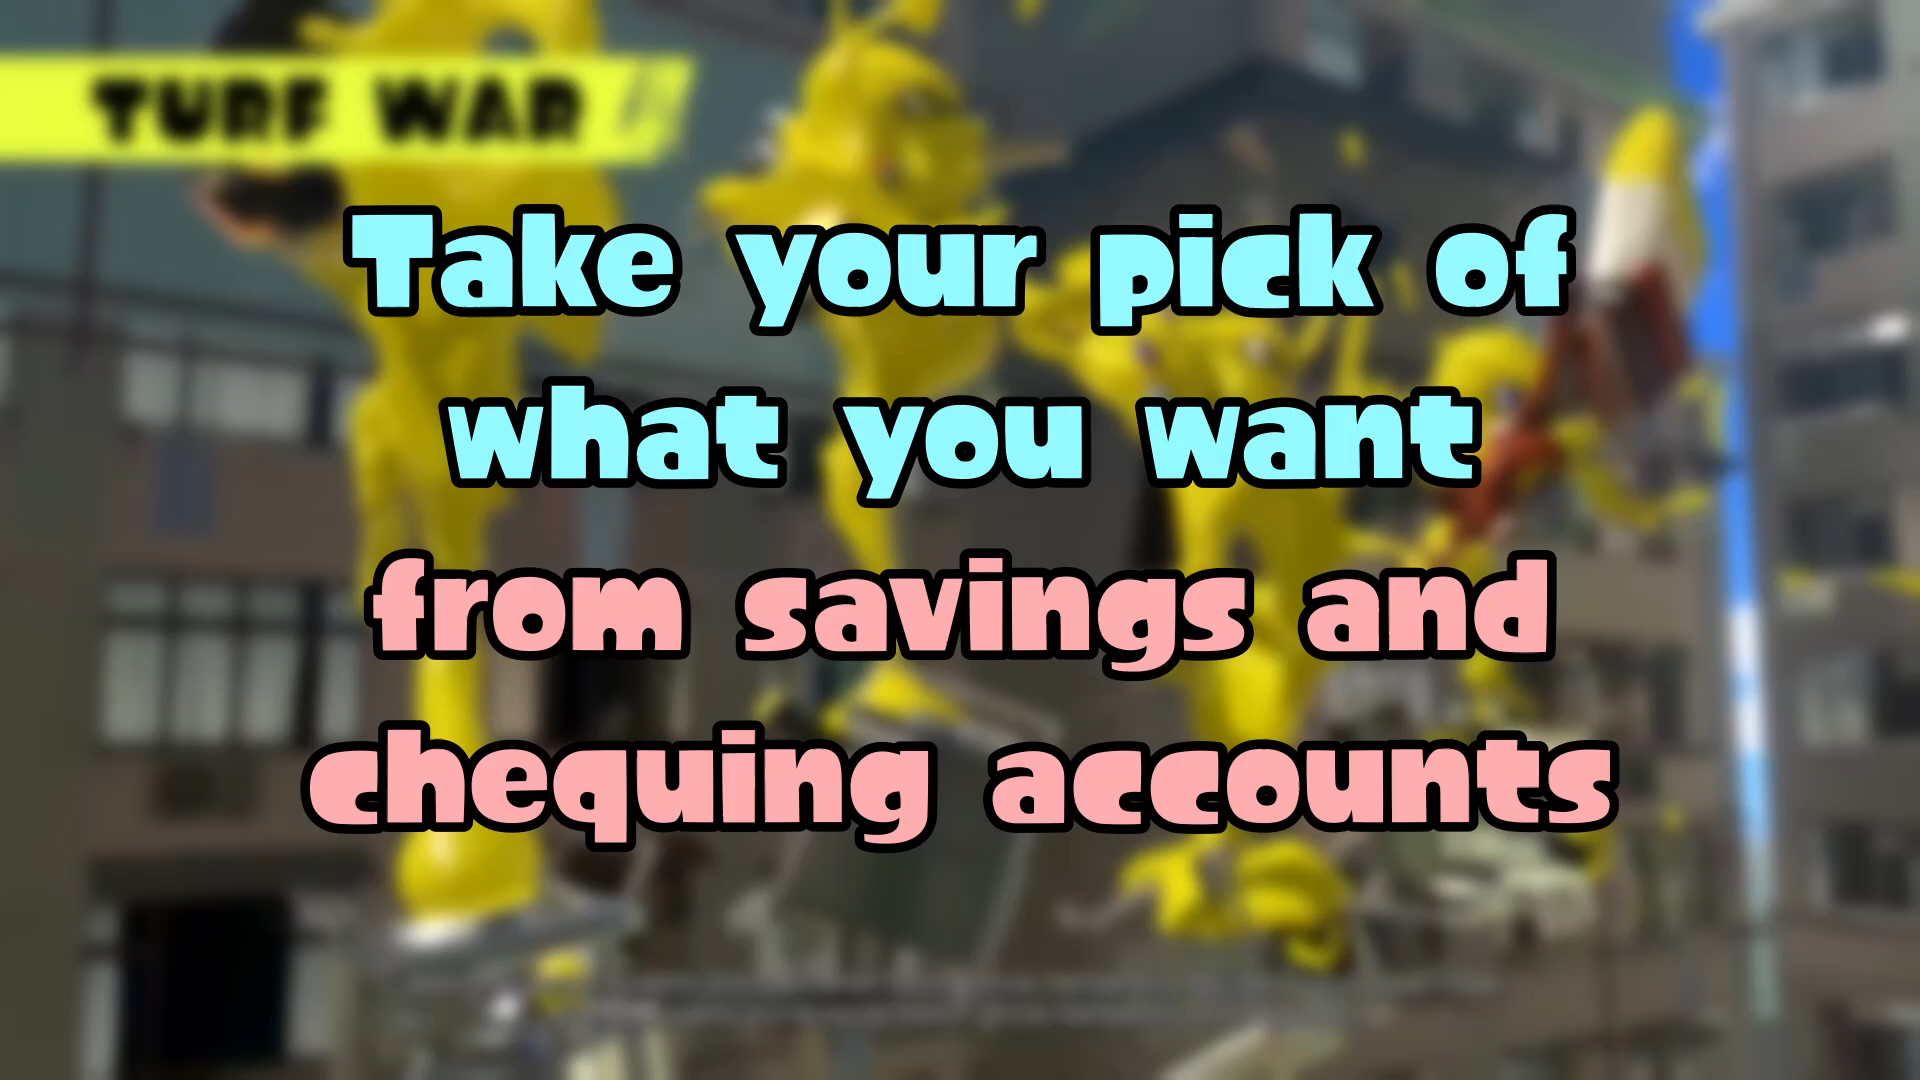 TURF WAR
Take your pick of
what you want
from savings and
chequing accounts